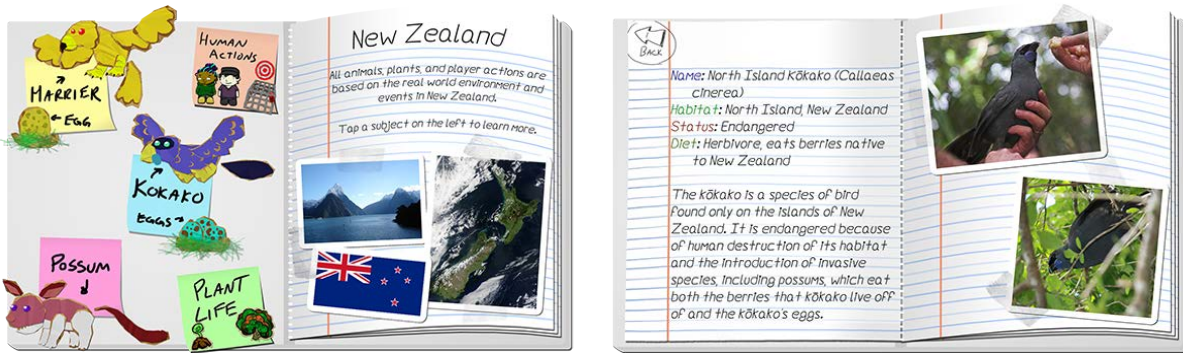 HARRIER
EGG
HUMAN
ACTIONS
KOKAKO
EGGS
POSSUM
PLANT
LIFE
New Zealand
All animals, plants, and player actions are
based on the real world environment and
events in New Zealand.
Tap a subject on the left to learn more.
BACK
Name: North Island Kōkako (Callaeas
cinerea)
Habitat: North Island, New Zealand
Status: Endangered
Diet: Herbivore, eats berries native
to New Zealand
The kōkako is a species of bird
found only on the islands of New
Zealand. It is endangered because
of human destruction of its habitat
and the introduction of invasive
species, including possums, which eat
both the berries that kōkako live off
of and the kōkako's eggs.